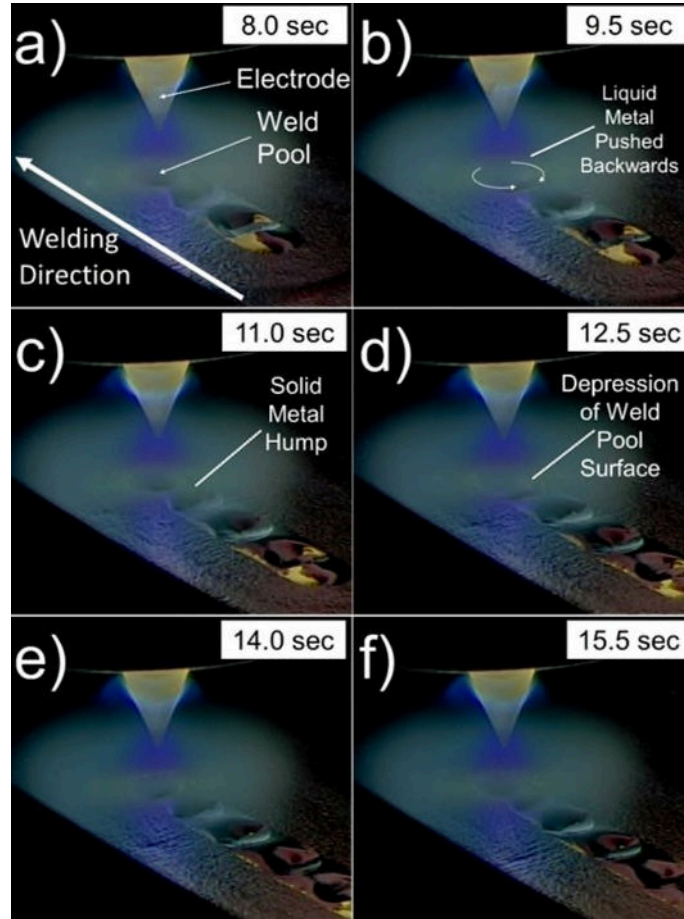 a)
8.0 sec
Electrode
Weld
Pool
Welding
Direction
b)
9.5 sec
Liquid
Metal
Pushed
Backwards
c)
11.0 sec
Solid
Metal
Hump
d)
12.5 sec
Depression
of Weld
Pool
Surface
e)
14.0 sec
f)
15.5 sec